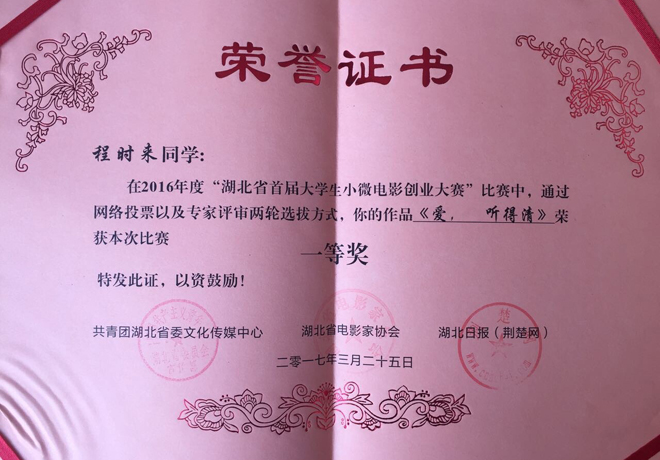 荣誉证书
程时来同学：
在2016年度“湖北省首届大学生小微电影创业大赛”比赛中，通过
网络投票以及专家评审两轮选拔方式，你的作品《爱， 听得清》荣
获本次比赛
一等奖
特发此证，以资鼓励！
共青团湖北省委文化传媒中心 湖北省电影家协会 湖北日报（荆楚网）
二零一七年三月二十五日